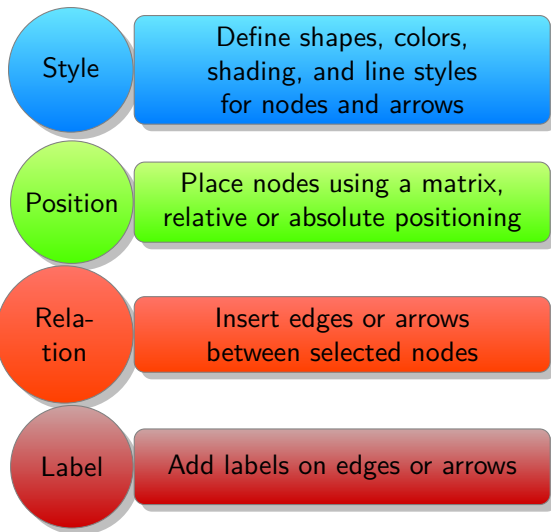 Style
Define shapes, colors,
shading, and line styles
for nodes and arrows
Position
Place nodes using a matrix,
relative or absolute positioning
Rela-
tion
Insert edges or arrows
between selected nodes
Label
Add labels on edges or arrows